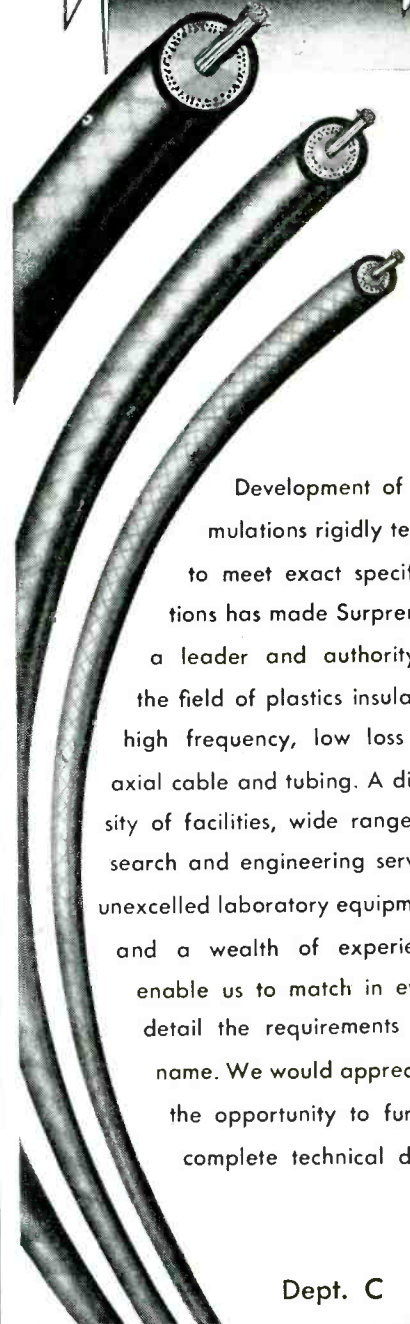 Development of
mulations rigidly te
to meet exact specif
tions has made Surpren
a leader and authority
the field of plastics insula
high frequency, low loss
axial cable and tubing. A di
sity of facilities, wide range
search and engineering serv
unexcelled laboratory equipm
and a wealth of experie
enable us to match in ev
detail the requirements
name. We would apprec
the opportunity to fur
complete technical d
Dept. C